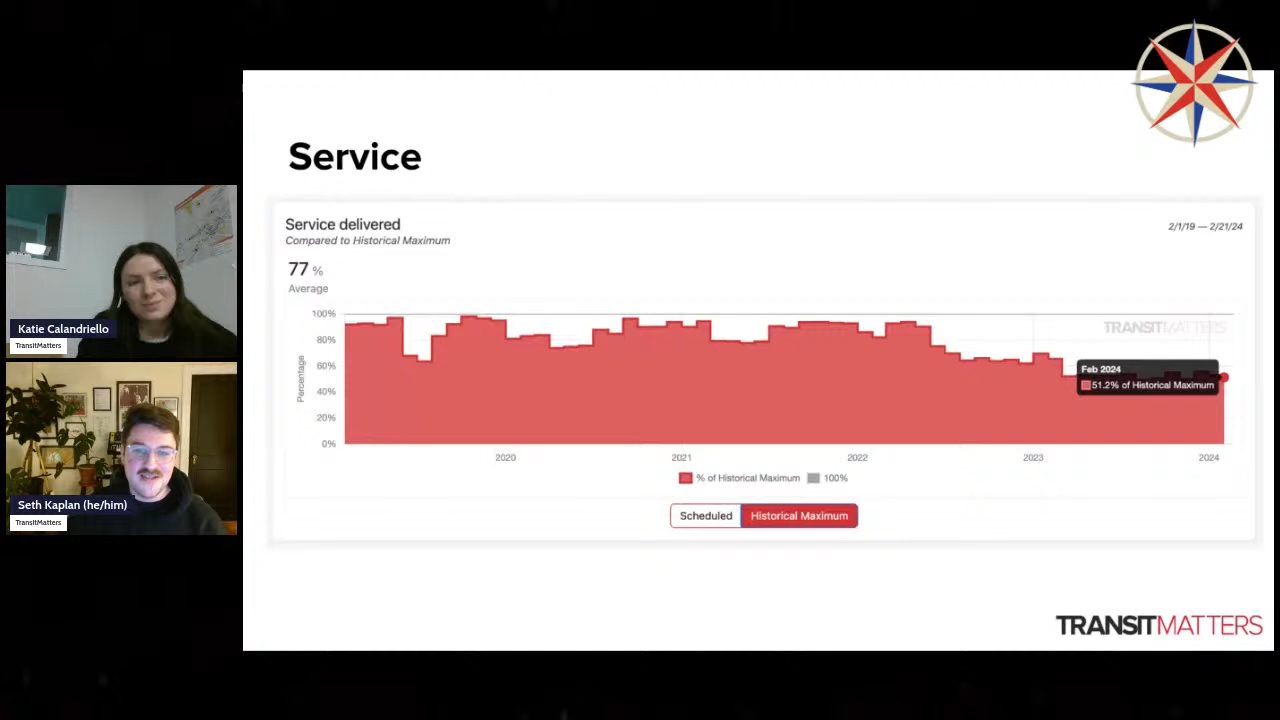 Service
Service delivered
Compared to Historical Maximum
2/1/19 — 2/21/24
77 %
Average
100%
80%
60%
40%
20%
0%
Percentage
TRANSITMATTERS
Feb 2024
51.2% of Historical Maximum
2020
2021
2022
2023
2024
% of Historical Maximum
100%
Scheduled
Historical Maximum
TRANSITMATTERS
Katie Calandriello
TransitMatters
Seth Kaplan (he/him)
TransitMatters